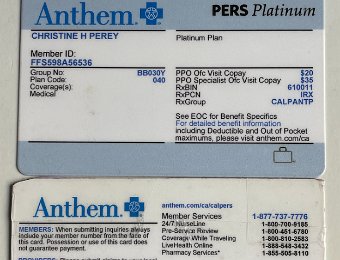 Anthem
PERS Platinum
CHRISTINE H PEREY
Platinum Plan
Member ID:
FFS598A56536
Group No: BB030Y
Plan Code: 040
Coverage(s):
Medical
PPO Ofc Visit Copay $20
PPO Specialist Ofc Visit Copay $35
RxBIN 610011
RxPCN IRX
RxGroup CALPANTP
See EOC for Benefit Specifics
For detailed benefit information
including Deductible and Out of Pocket
maximums, please visit anthem.com/ca
Anthem
anthem.com/ca/calpers
MEMBERS: When submitting inquiries always
include your member number from the face of
this card. Possession or use of this card does
not guarantee payment.
Member Services 1-877-737-7776
24/7 NurseLine 1-800-700-9185
Pre-Service Review 1-800-451-6780
Coverage While Traveling 1-800-810-2583
LiveHealth Online 1-888-548-3432
Pharmacy Services* 1-855-505-8110